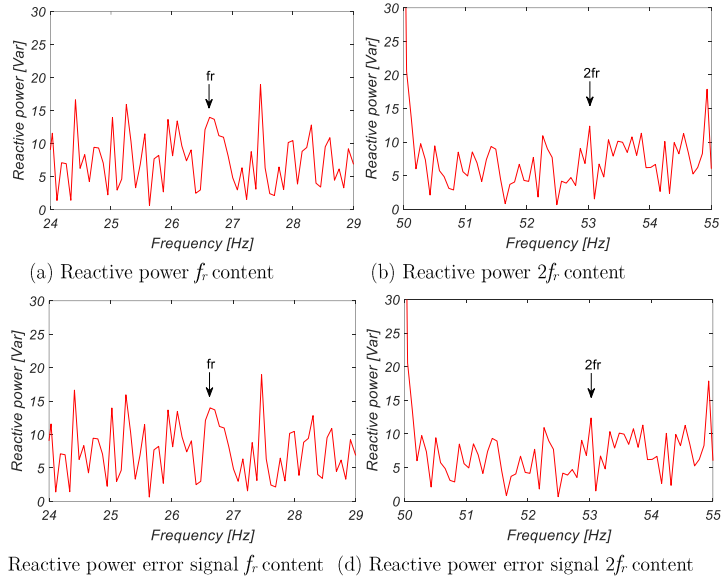 30
25
20
15
10
5
0
Reactive power [Var]
fr
24 25 26 27 28 29
Frequency [Hz]
30
25
20
15
10
5
0
Reactive power [Var]
2fr
50 51 52 53 54 55
Frequency [Hz]
(a) Reactive power fr content
(b) Reactive power 2fr content
30
25
20
15
10
5
0
Reactive power [Var]
fr
24 25 26 27 28 29
Frequency [Hz]
30
25
20
15
10
5
0
Reactive power [Var]
2fr
50 51 52 53 54 55
Frequency [Hz]
Reactive power error signal fr content
(d) Reactive power error signal 2fr content